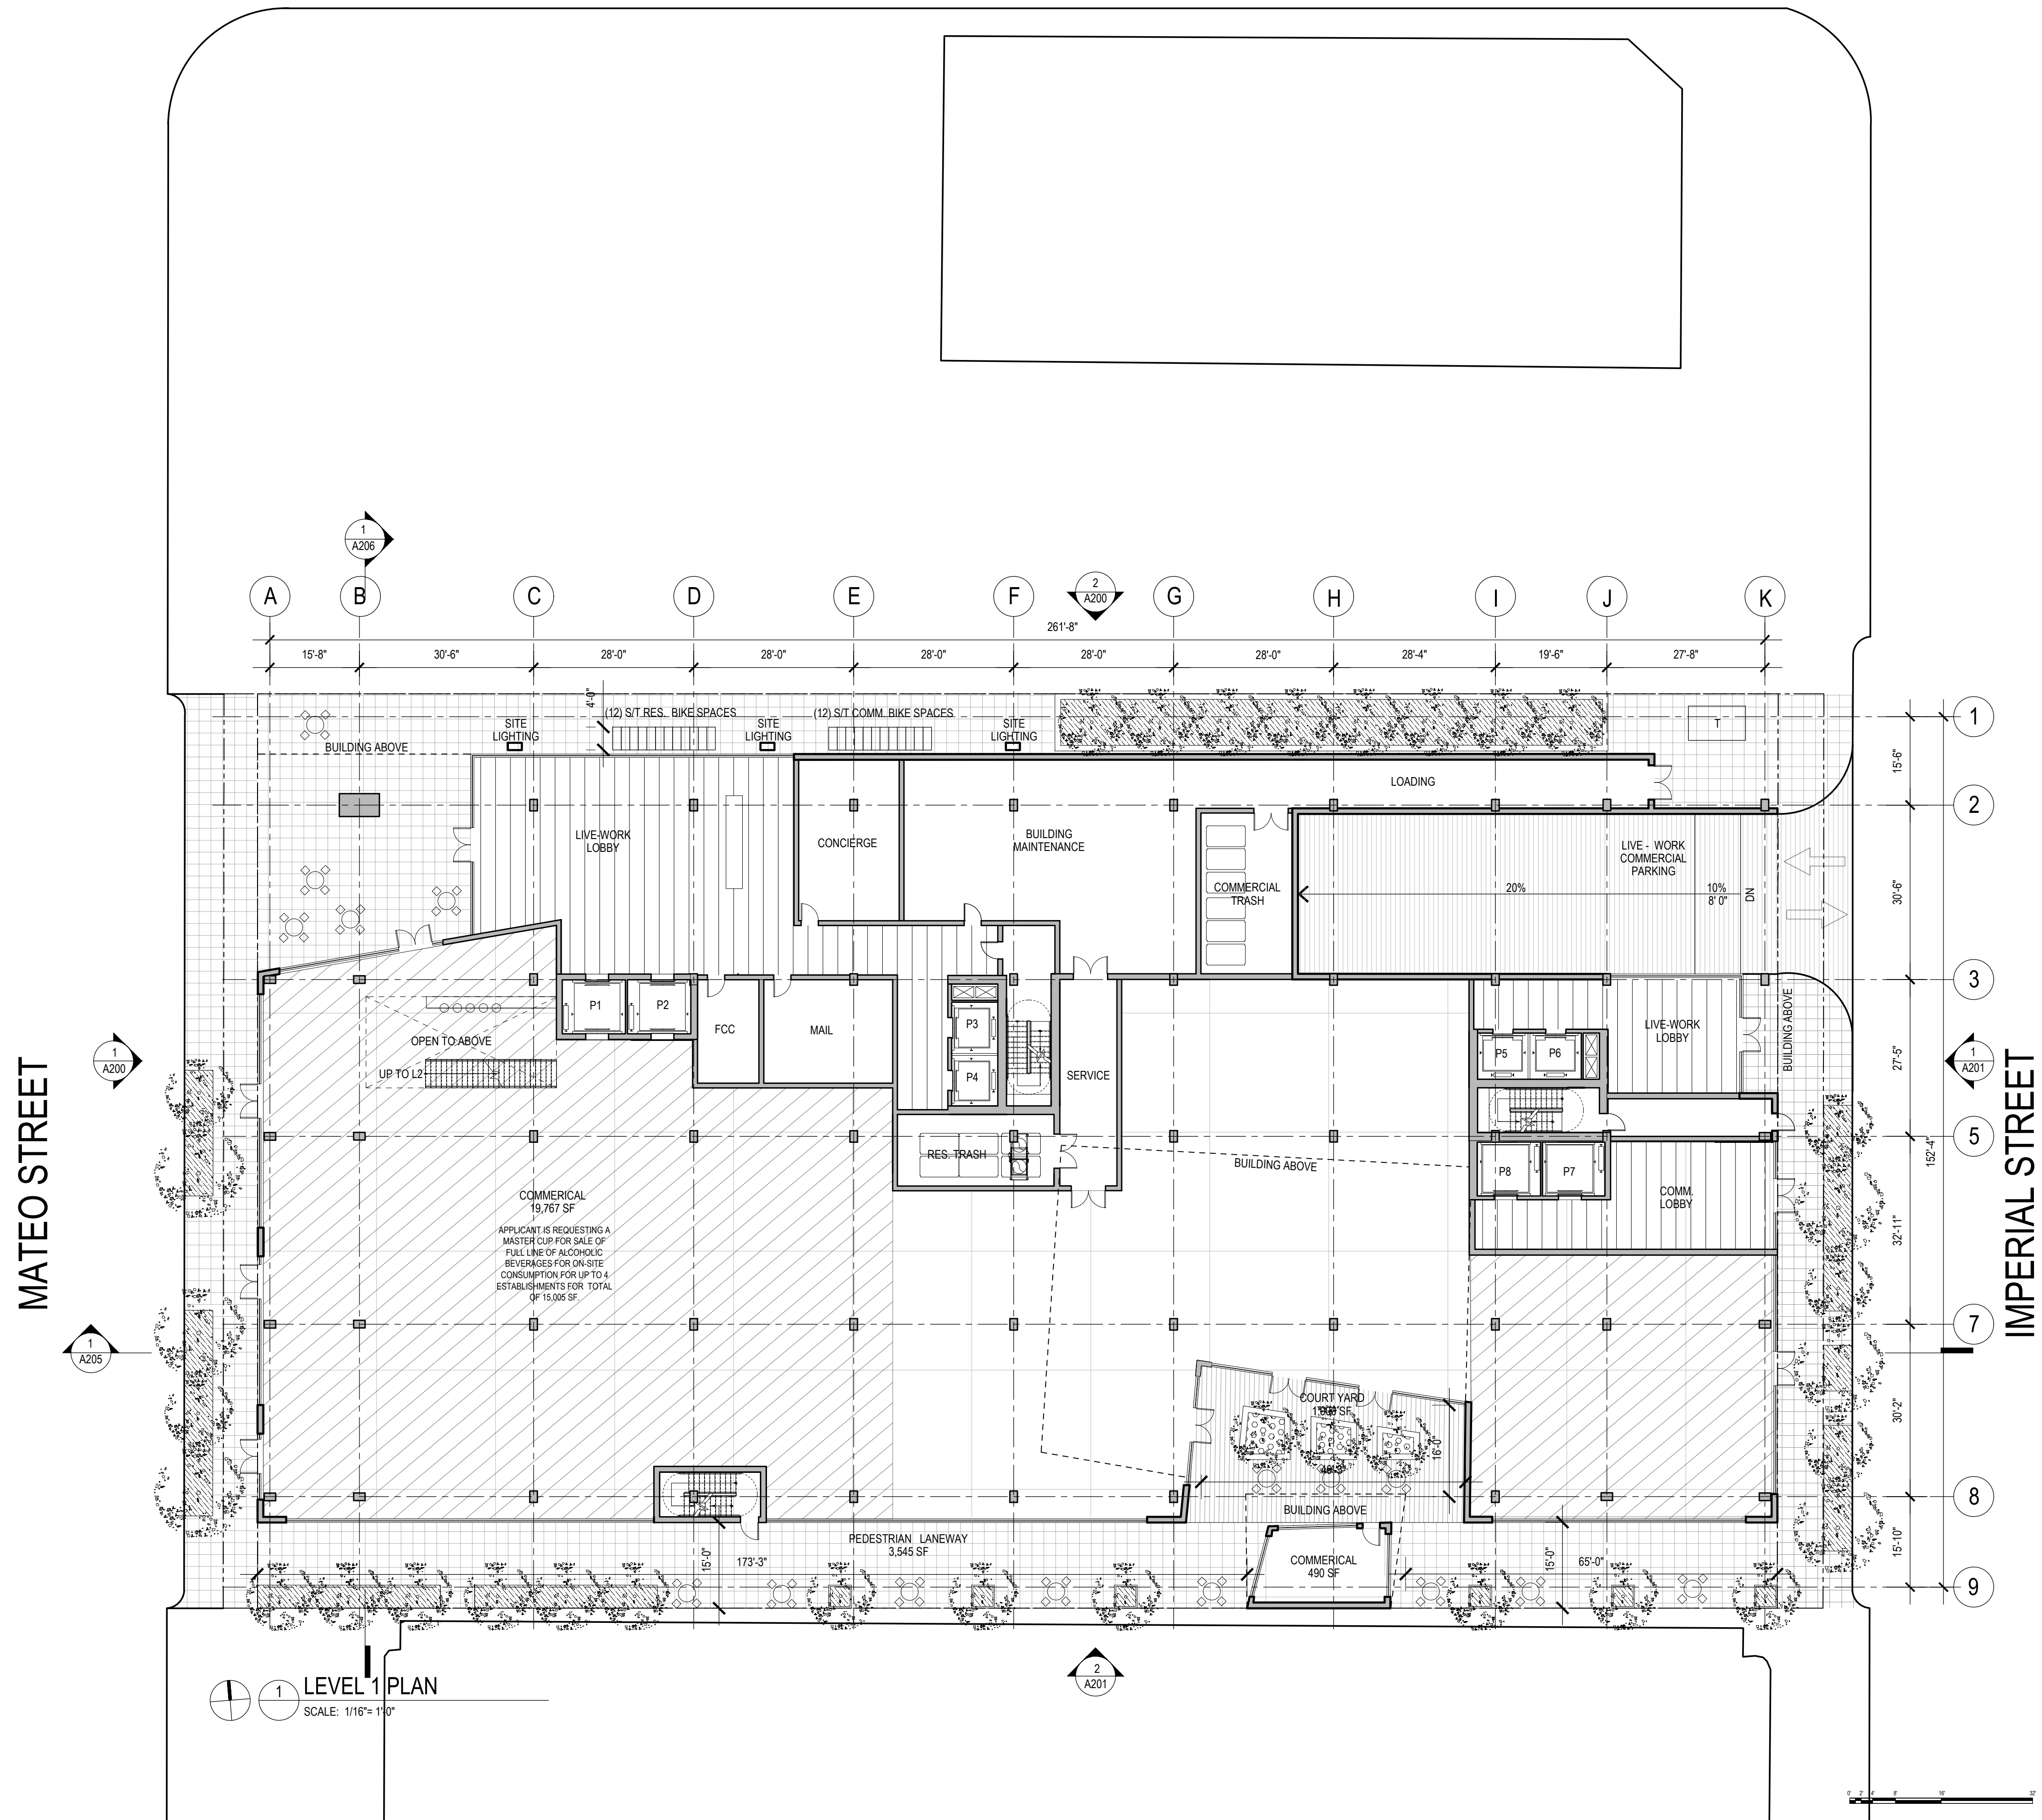 1
A206
A
B
C
D
E
F
2
A200
G
H
I
J
K
261'-8"
15'-8"
30'-6"
28'-0"
28'-0"
28'-0"
28'-0"
28'-0"
28'-4"
19'-6"
27'-8"
4'-0"
(12) S/T RES. BIKE SPACES
(12) S/T COMM. BIKE SPACES
SITE
LIGHTING
SITE
LIGHTING
SITE
LIGHTING
T
1
BUILDING ABOVE
15'-6"
LOADING
2
LIVE-WORK
LOBBY
CONCIERGE
BUILDING
MAINTENANCE
COMMERCIAL
TRASH
LIVE - WORK
COMMERCIAL
PARKING
20%
10%
8' 0"
DN
30'-6"
3
P1
P2
FCC
MAIL
P3
P4
SERVICE
OPEN TO ABOVE
UP TO L2
P5
P6
LIVE-WORK
LOBBY
BUILDING ABOVE
27'-5"
1
A200
1
A201
MATEO STREET
IMPERIAL STREET
5
152'-4"
RES. TRASH
BUILDING ABOVE
P8
P7
COMM.
LOBBY
32'-11"
COMMERICAL
19,767 SF
APPLICANT IS REQUESTING A
MASTER CUP FOR SALE OF
FULL LINE OF ALCOHOLIC
BEVERAGES FOR ON-SITE
CONSUMPTION FOR UP TO 4
ESTABLISHMENTS FOR TOTAL
OF 15,005 SF.
7
1
A205
COURT YARD
30'-2"
16'-0"
8
BUILDING ABOVE
PEDESTRIAN LANEWAY
3,545 SF
15'-0"
173'-3"
COMMERICAL
490 SF
15'-0"
65'-0"
15'-10"
9
2
A201
1
LEVEL 1 PLAN
SCALE: 1/16"= 1'-0"
0' 2' 4' 8' 16' 32'